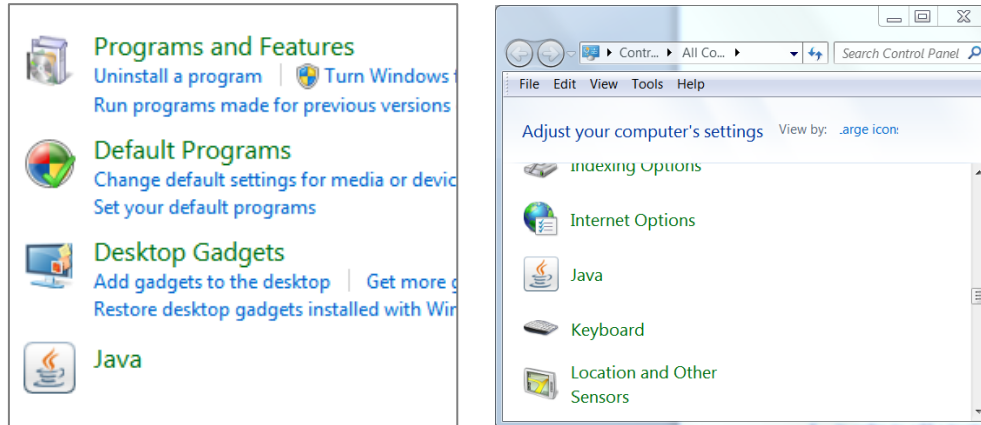 Programs and Features
Uninstall a program Turn Windows
Run programs made for previous versions
Default Programs
Change default settings for media or devic
Set your default programs
Desktop Gadgets
Add gadgets to the desktop Get more
Restore desktop gadgets installed with Wir
Java
Contr... All Co... Search Control Panel
File Edit View Tools Help
Adjust your computer's settings View by: arge icons
Indexing Options
Internet Options
Java
Keyboard
Location and Other
Sensors